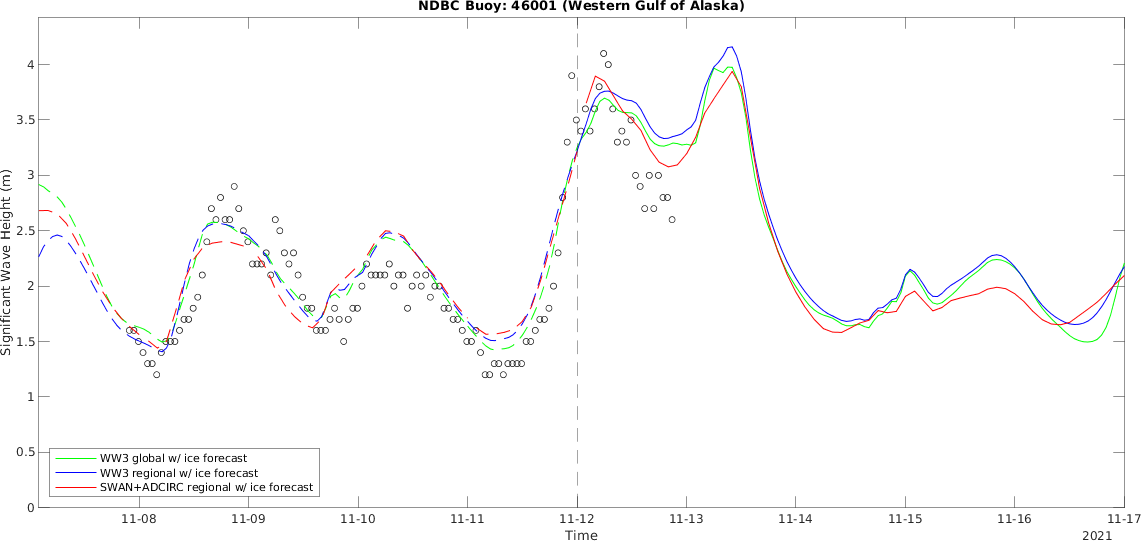 NDBC Buoy: 46001 (Western Gulf of Alaska)
Significant Wave Height (m)
4
3.5
3
2.5
2
1.5
1
0.5
0
WW3 global w/ ice forecast
WW3 regional w/ ice forecast
SWAN+ADCIRC regional w/ ice forecast
11-08 11-09 11-10 11-11 11-12 11-13 11-14 11-15 11-16 11-17
Time
2021